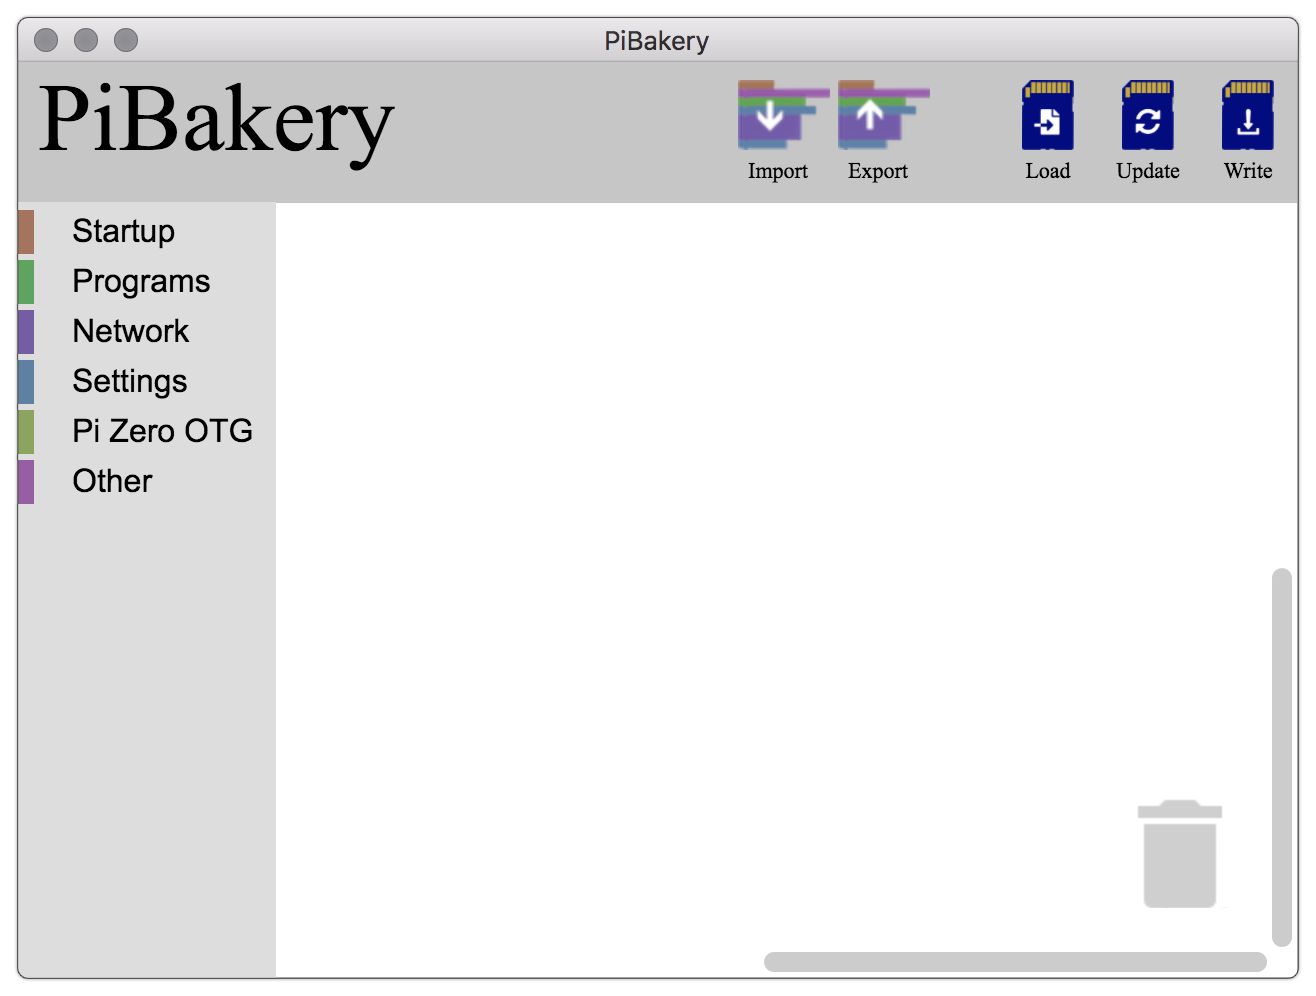 PiBakery
PiBakery
Import
Export
Load
Update
Write
Startup
Programs
Network
Settings
Pi Zero OTG
Other